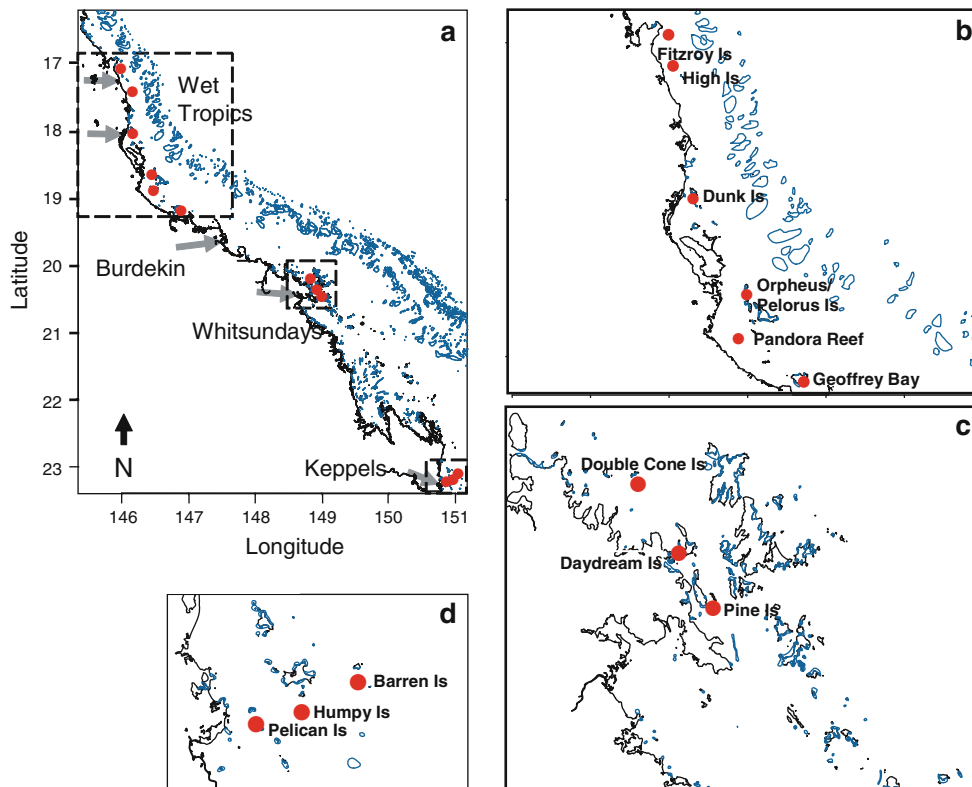 a
17
18
19
20
21
22
23
Latitude
Wet
Tropics
Burdekin
Whitsundays
Keppels
N
146
147
148
149
150
151
Longitude
b
Fitzroy Is
High Is
Dunk Is
Orpheus/
Pelorus Is
Pandora Reef
Geoffrey Bay
c
Double Cone Is
Daydream Is
Pine Is
d
Barren Is
Humpy Is
Pelican Is